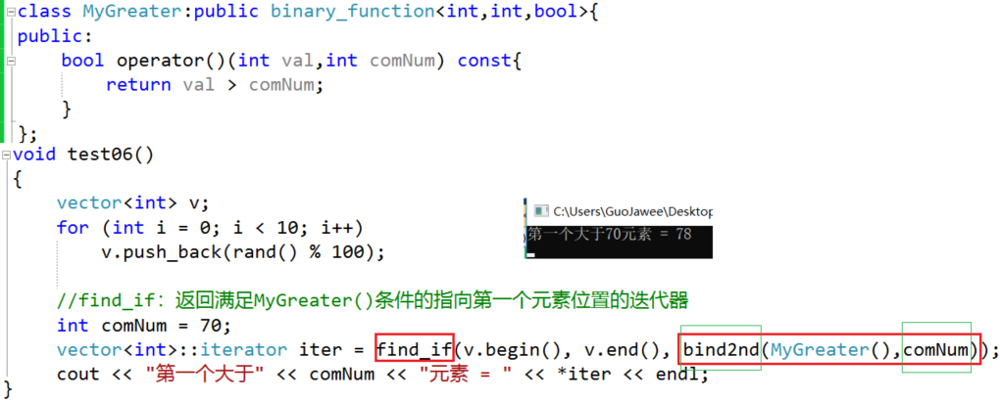 class MyGreater:public binary_function<int,int,bool>{
public:
    bool operator()(int val,int comNum) const{
        return val > comNum;
    }
};
void test06()
{
    vector<int> v;
    for (int i = 0; i < 10; i++)
        v.push_back(rand() % 100);
C:\Users\GuoJawee\Desktop
第一个大于70元素 = 78
    //find_if：返回满足MyGreater()条件的指向第一个元素位置的迭代器
    int comNum = 70;
    vector<int>::iterator iter = find_if(v.begin(), v.end(), bind2nd(MyGreater(),comNum));
    cout << "第一个大于" << comNum << "元素 = " << *iter << endl;
}